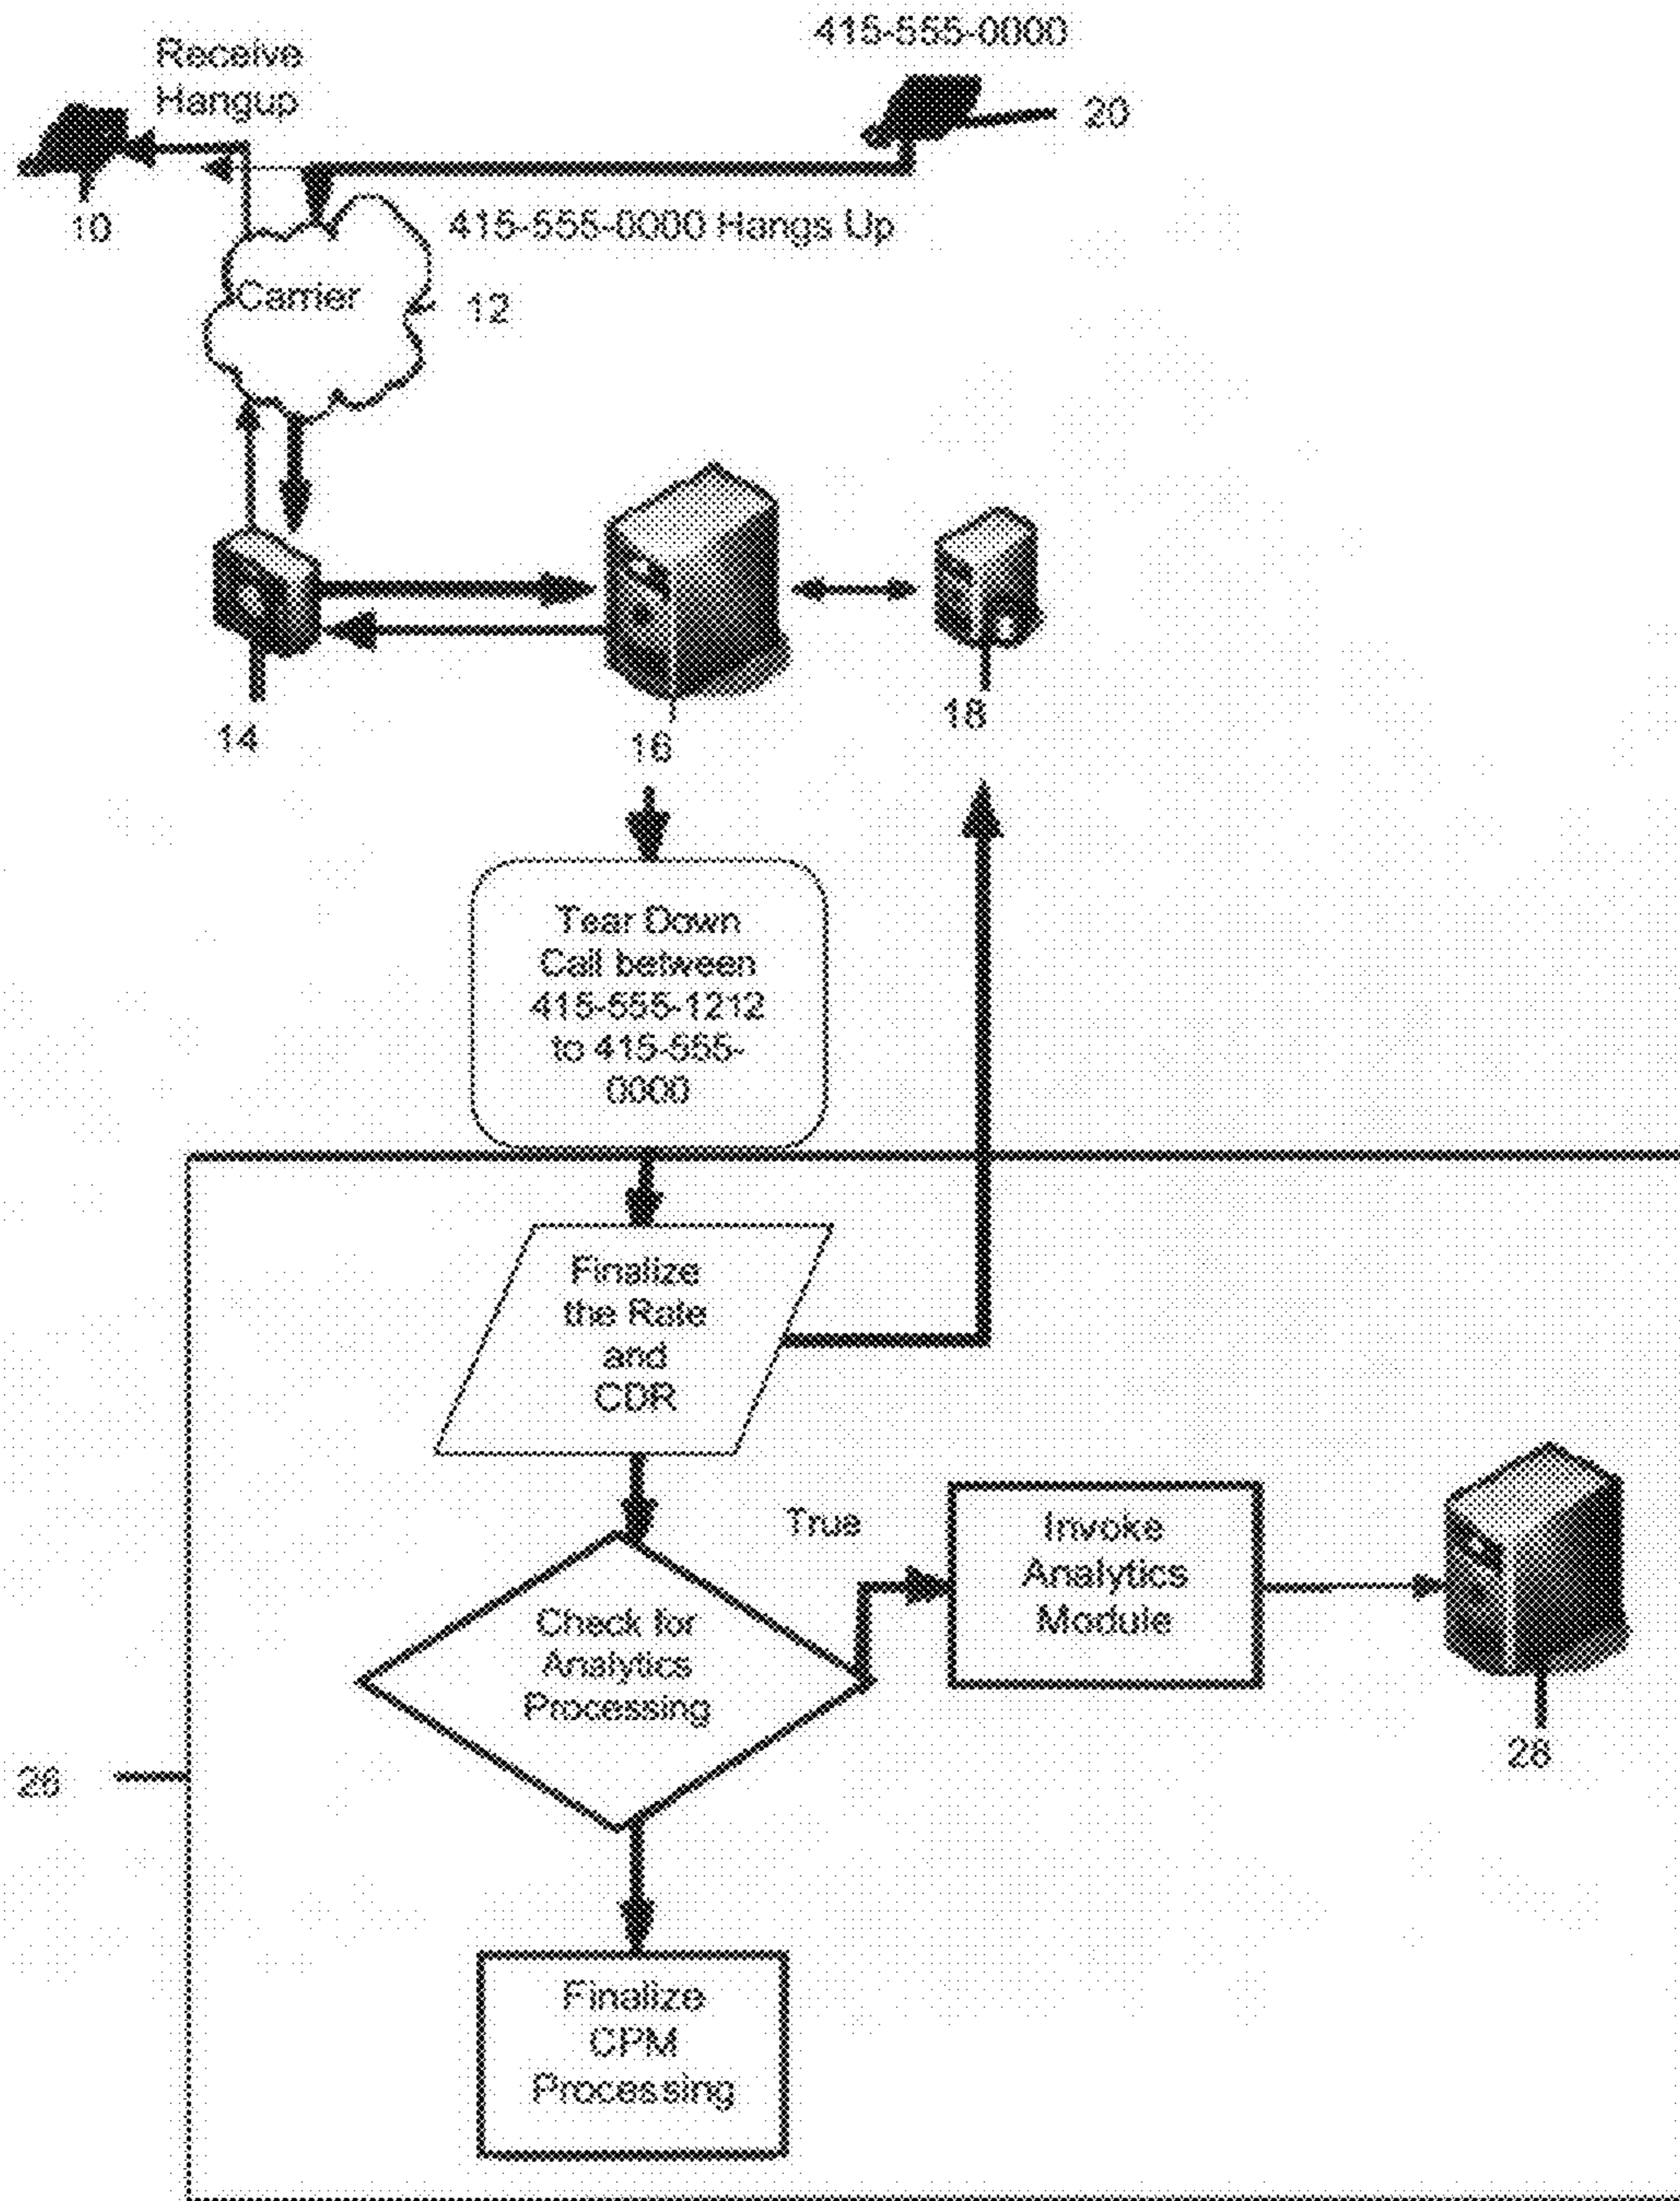 415-555-0000
Receive
Hangup
20
10
415-555-0000 Hangs Up
Carrier
12
14
16
18
Tear Down
Call between
415-555-1212
to 415-555-
0000
Finalize
the Rate
and
CDR
True
Invoke
Analytics
Module
Check for
Analytics
Processing
28
26
Finalize
CPM
Processing